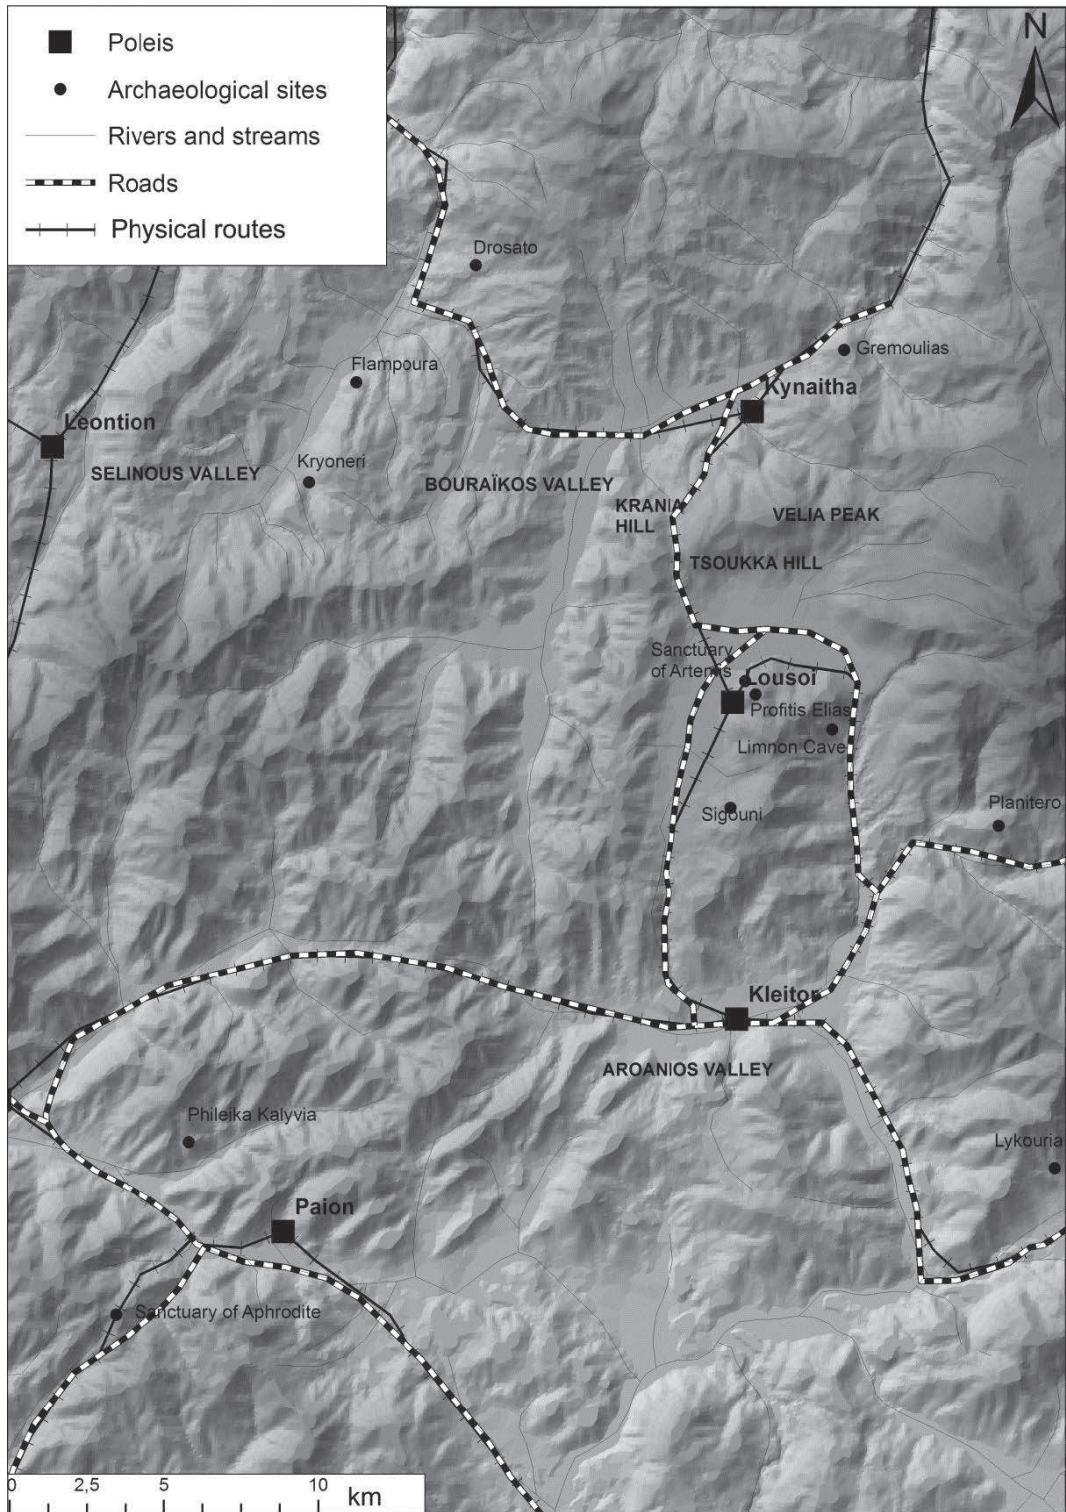 N
Poleis
Archaeological sites
Rivers and streams
Roads
Physical routes
Drosato
Gremoulias
Flampoura
Kynaitha
Leontion
Kryoneri
SELINOUS VALLEY
BOURAÏKOS VALLEY
KRANIA
HILL
VELIA PEAK
TSOUKKA HILL
Sanctuary
of Artemis
Lousoi
Profitis Elias
Limnon Cave
Planitero
Sigouni
Kleitor
AROANIOS VALLEY
Phileika Kalyvia
Lykouria
Paion
Sanctuary of Aphrodite
0 2,5 5 10
km